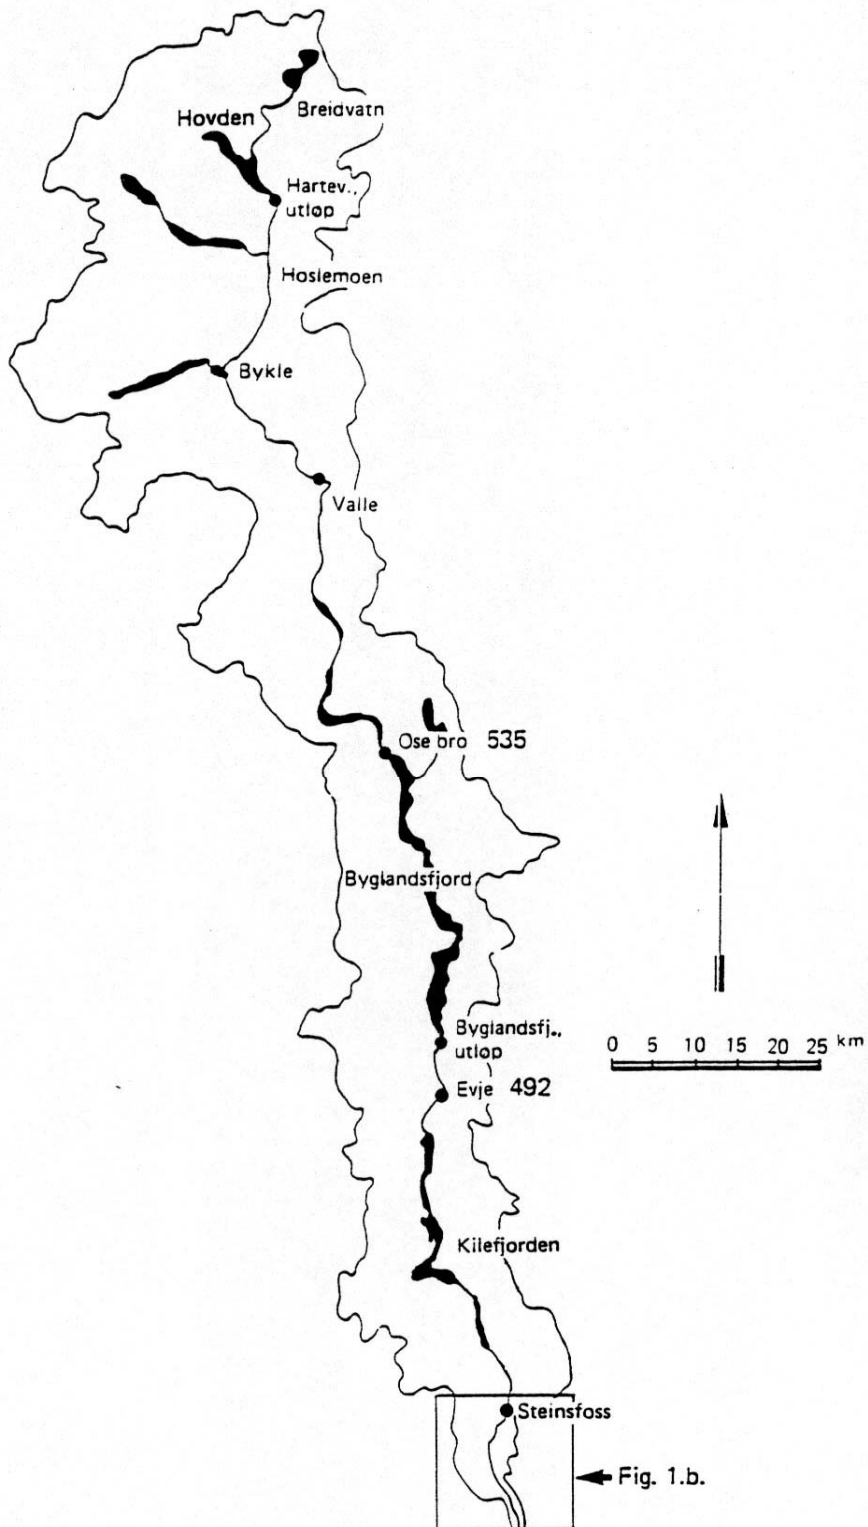 Breidvatn
Hovden
Hartev.,
utløp
Hoslemoen
Bykle
Valle
Ose bro 535
Byglandsfjord
Byglandsfj.,
utløp
0 5 10 15 20 25 km
Evje 492
Kilefjorden
Steinsfoss
Fig. 1.b.